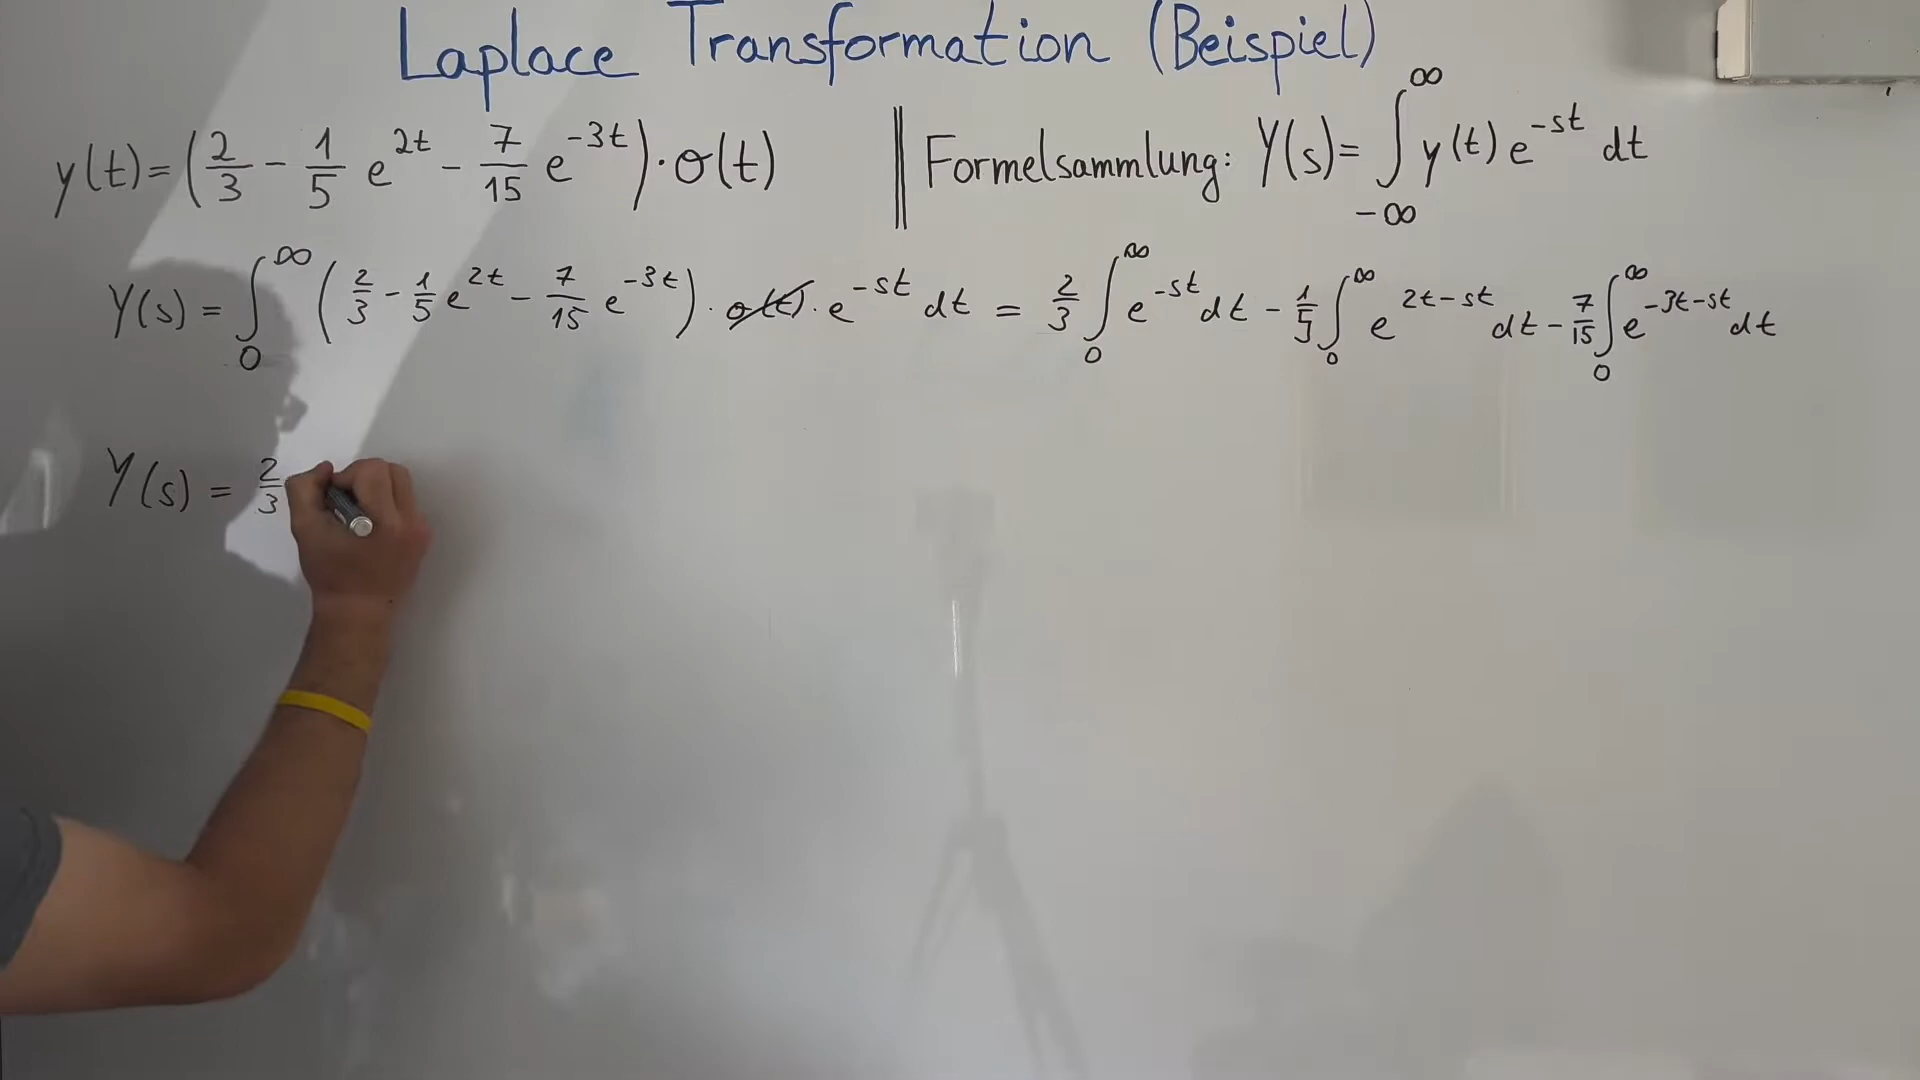 Laplace Transformation (Beispiel)
y(t) = (2/3 - 1/5 e^{2t} - 7/15 e^{-3t}) · σ(t) || Formelsammlung: Y(s) = ∫_{-∞}^{∞} y(t) e^{-st} dt
Y(s) = ∫_0^∞ (2/3 - 1/5 e^{2t} - 7/15 e^{-3t}) · σ(t) · e^{-st} dt = 2/3 ∫_0^∞ e^{-st} dt - 1/5 ∫_0^∞ e^{2t-st} dt - 7/15 ∫_0^∞ e^{-3t-st} dt
Y(s) = 2/3